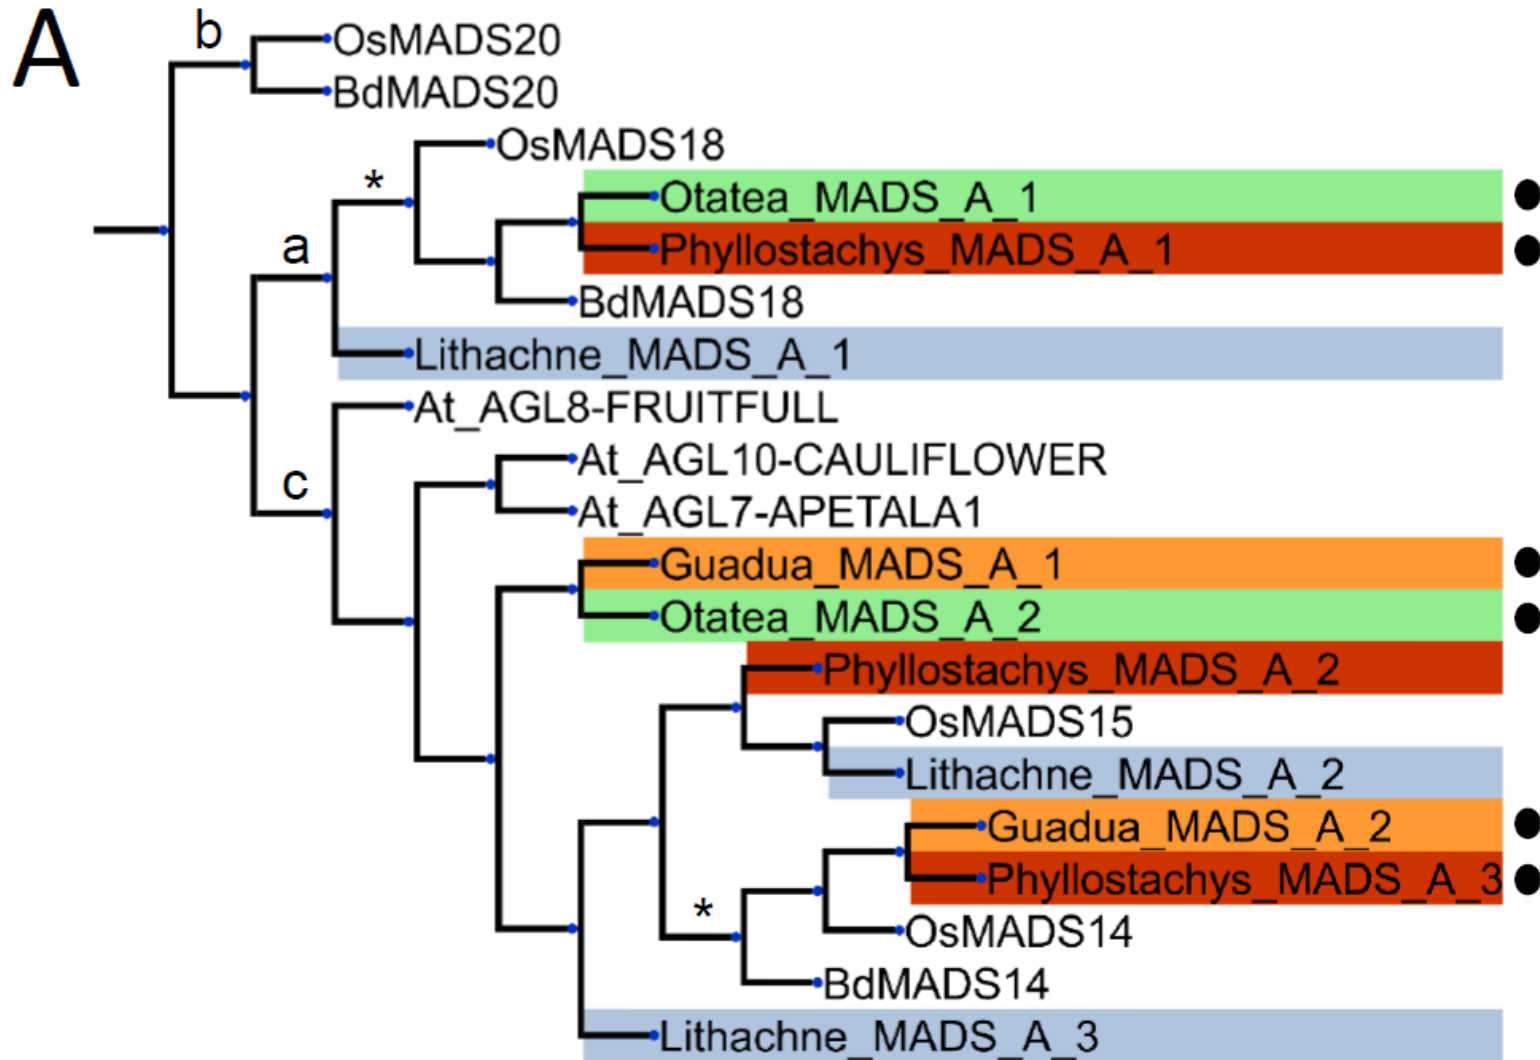 A
b
OsMADS20
BdMADS20
OsMADS18
*
Otatea_MADS_A_1
Phyllostachys_MADS_A_1
a
BdMADS18
Lithachne_MADS_A_1
At_AGL8-FRUITFULL
At_AGL10-CAULIFLOWER
c
At_AGL7-APETALA1
Guadua_MADS_A_1
Otatea_MADS_A_2
Phyllostachys_MADS_A_2
OsMADS15
Lithachne_MADS_A_2
Guadua_MADS_A_2
Phyllostachys_MADS_A_3
*
OsMADS14
BdMADS14
Lithachne_MADS_A_3